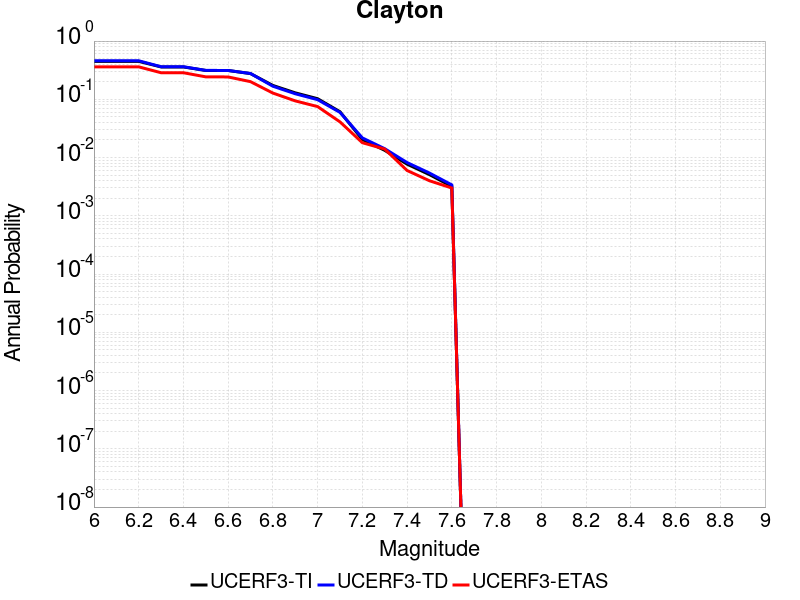 Clayton
10^0
10^-1
10^-2
10^-3
10^-4
10^-5
10^-6
10^-7
10^-8
Annual Probability
6 6.2 6.4 6.6 6.8 7 7.2 7.4 7.6 7.8 8 8.2 8.4 8.6 8.8 9
Magnitude
UCERF3-TI UCERF3-TD UCERF3-ETAS